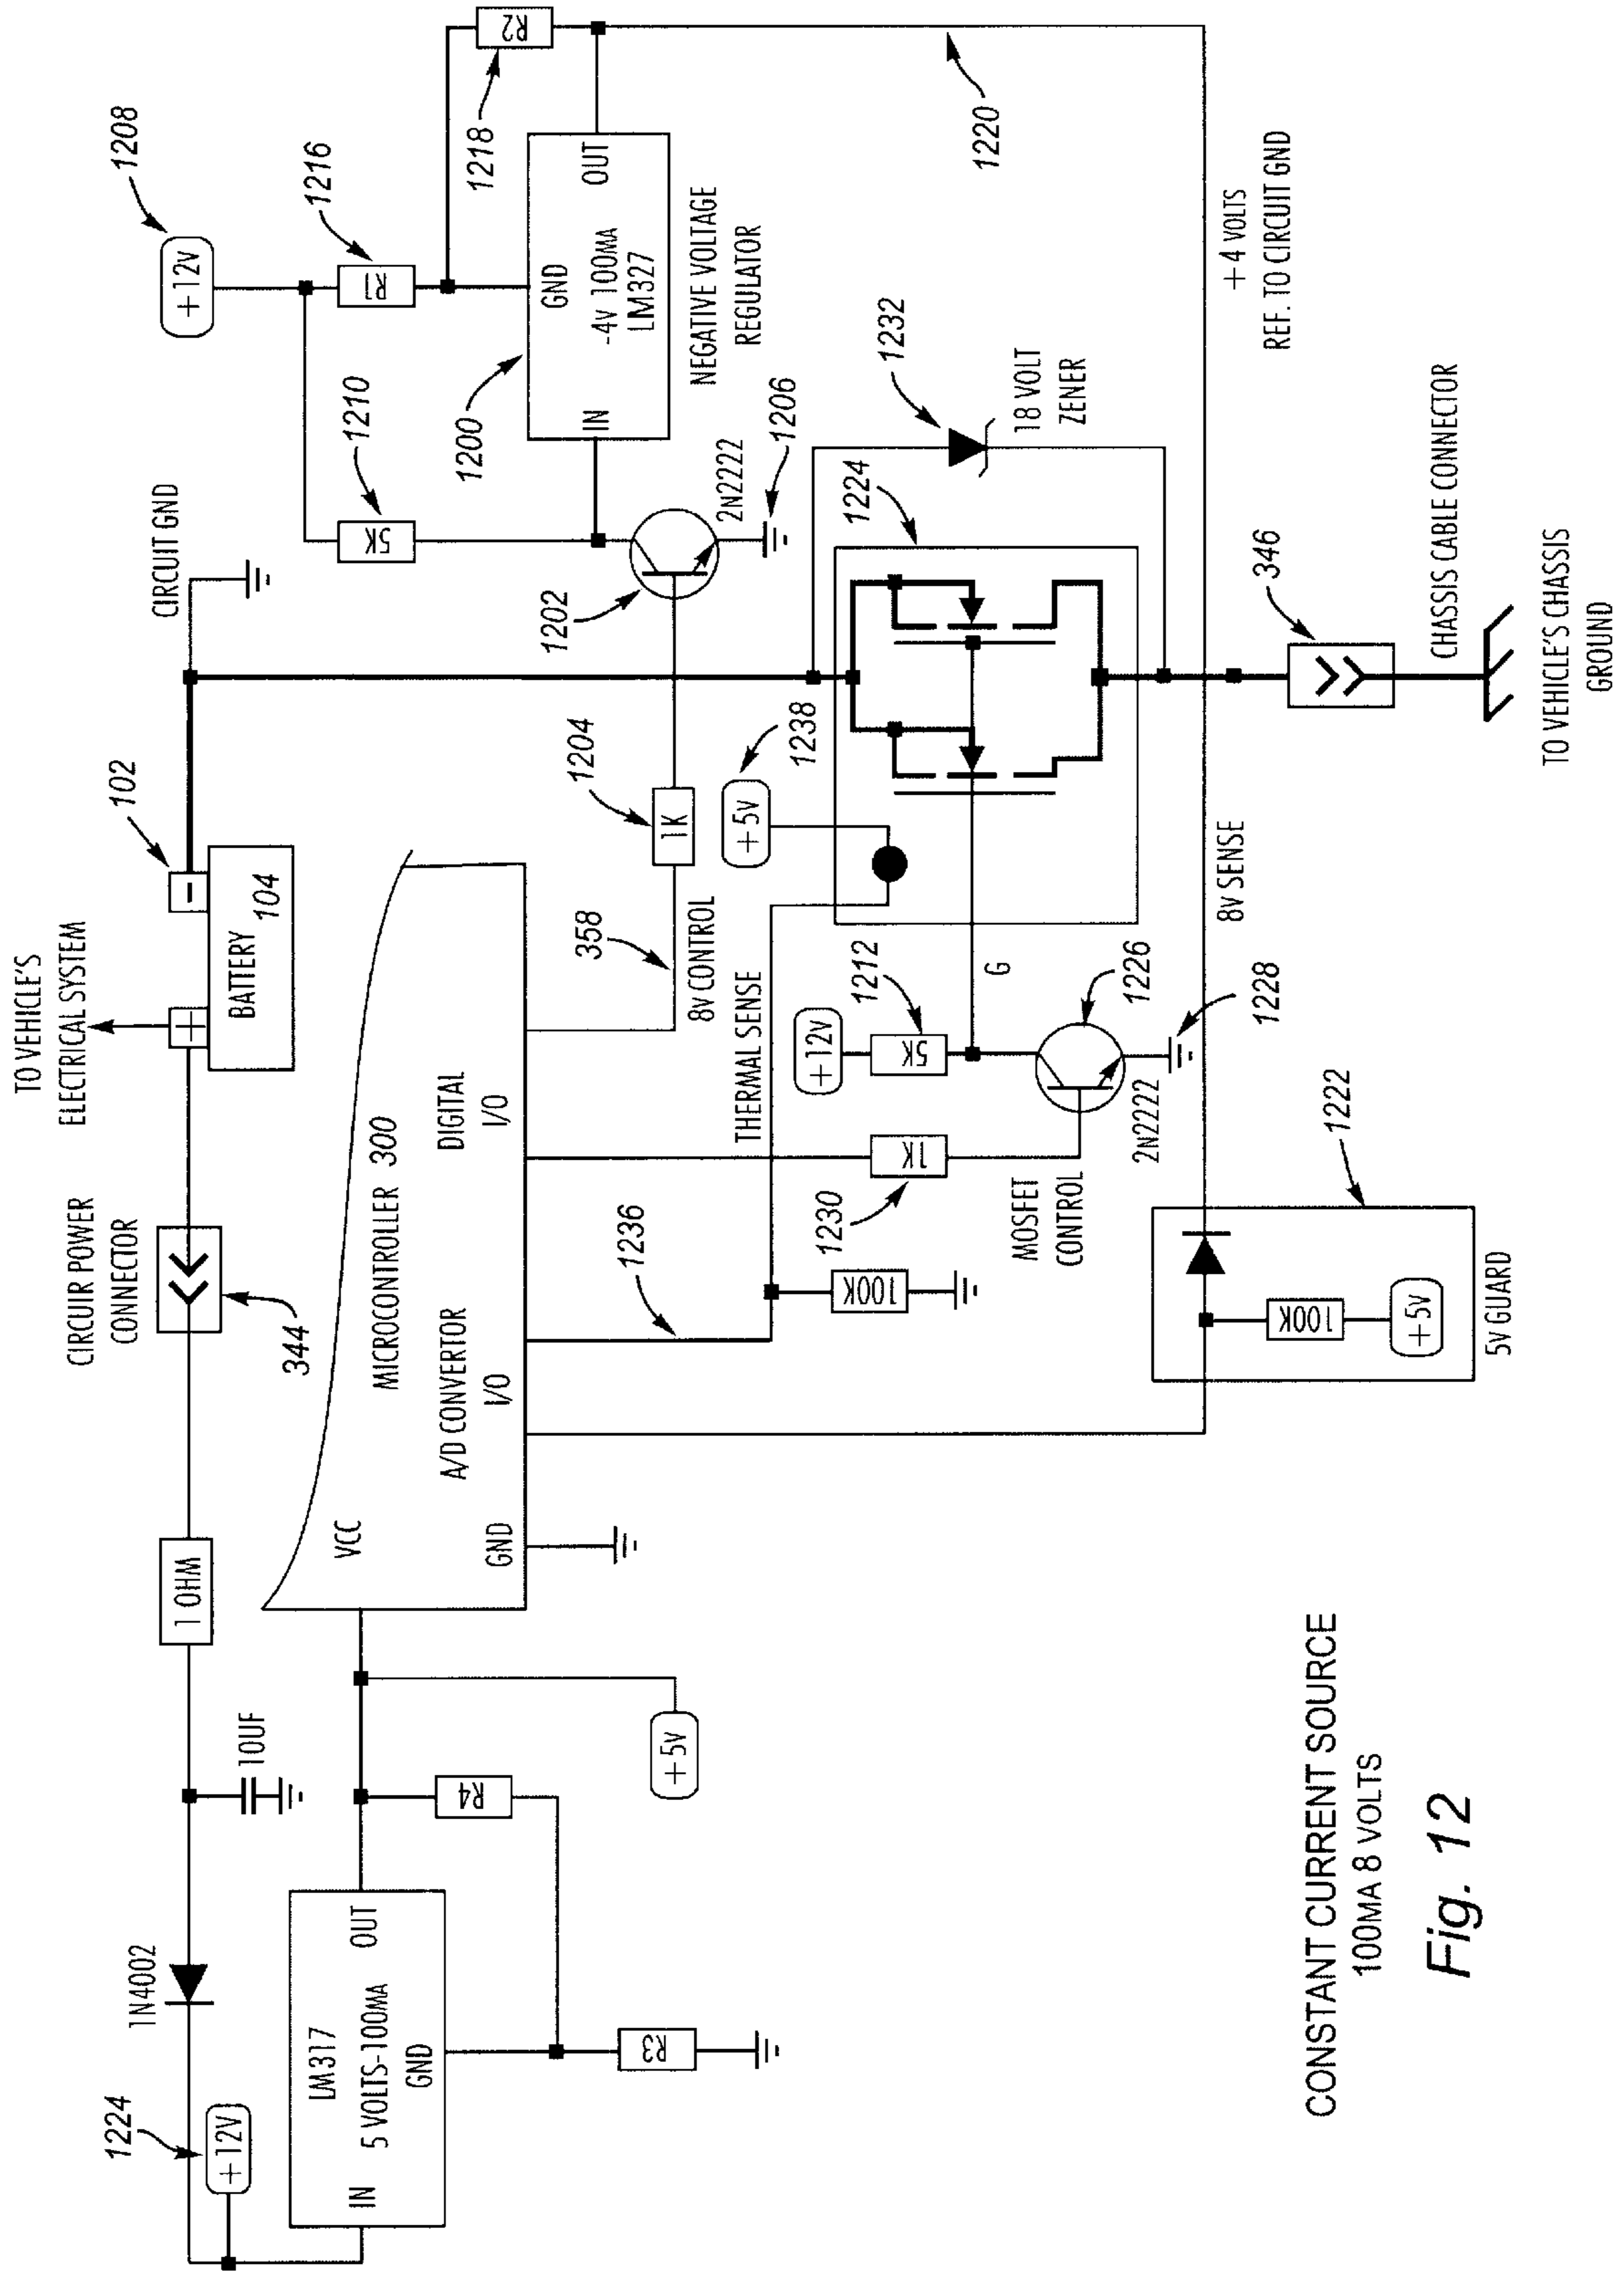 1224
+12V
IN
LM317
5 VOLTS-100MA
GND
OUT
1N4002
R3
R4
10UF
+5V
1 OHM
VCC
GND
MICROCONTROLLER 300
A/D CONVERTOR
I/O
DIGITAL
I/O
CIRCUIR POWER
CONNECTOR
344
TO VEHICLE'S
ELECTRICAL SYSTEM
+
BATTERY 104
-
102
CIRCUIT GND
1208
+12V
1210
5K
1216
R1
1218
R2
1200
IN
GND
OUT
-4V 100MA
LM327
NEGATIVE VOLTAGE
REGULATOR
1202
2N2222
1206
1204
1K
358
8V CONTROL
1220
THERMAL SENSE
1236
100K
1238
+5V
1212
+12V
5K
1230
1K
MOSFET
CONTROL
G
1226
2N2222
1228
1224
1232
18 VOLT
ZENER
8V SENSE
+4 VOLTS
REF. TO CIRCUIT GND
1222
100K
+5V
5V GUARD
346
CHASSIS CABLE CONNECTOR
TO VEHICLE'S CHASSIS
GROUND
CONSTANT CURRENT SOURCE
100MA 8 VOLTS
Fig. 12